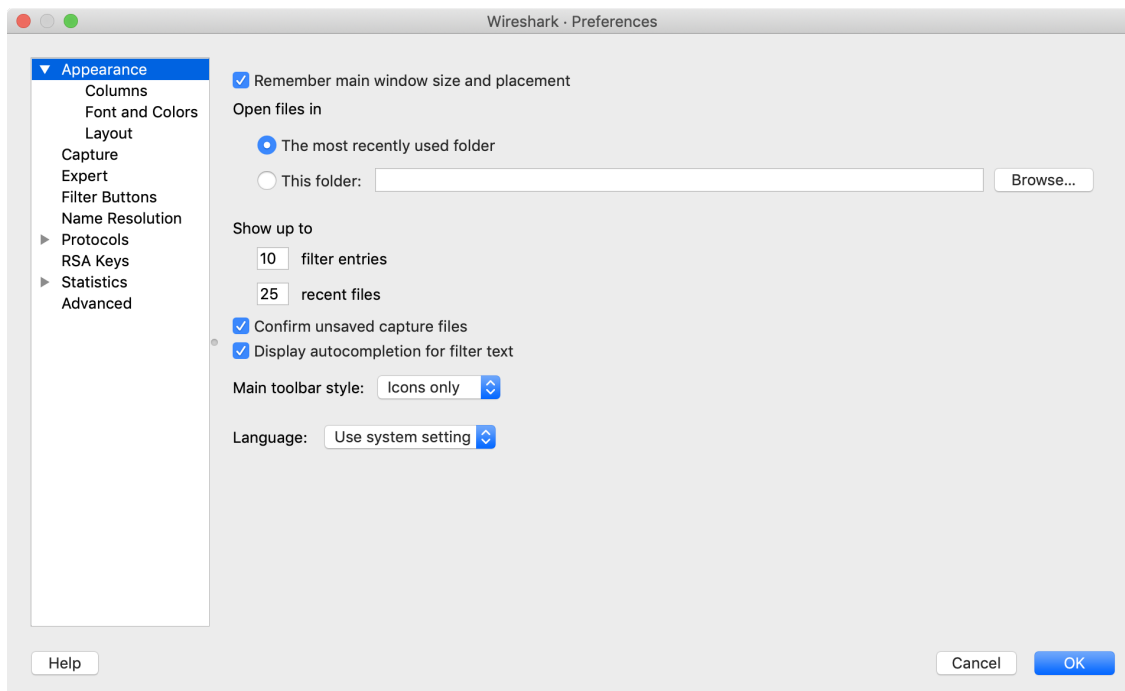 Wireshark · Preferences
Appearance
Columns
Font and Colors
Layout
Capture
Expert
Filter Buttons
Name Resolution
Protocols
RSA Keys
Statistics
Advanced
Remember main window size and placement
Open files in
The most recently used folder
This folder: Browse...
Show up to
10 filter entries
25 recent files
Confirm unsaved capture files
Display autocompletion for filter text
Main toolbar style: Icons only
Language: Use system setting
Help Cancel OK